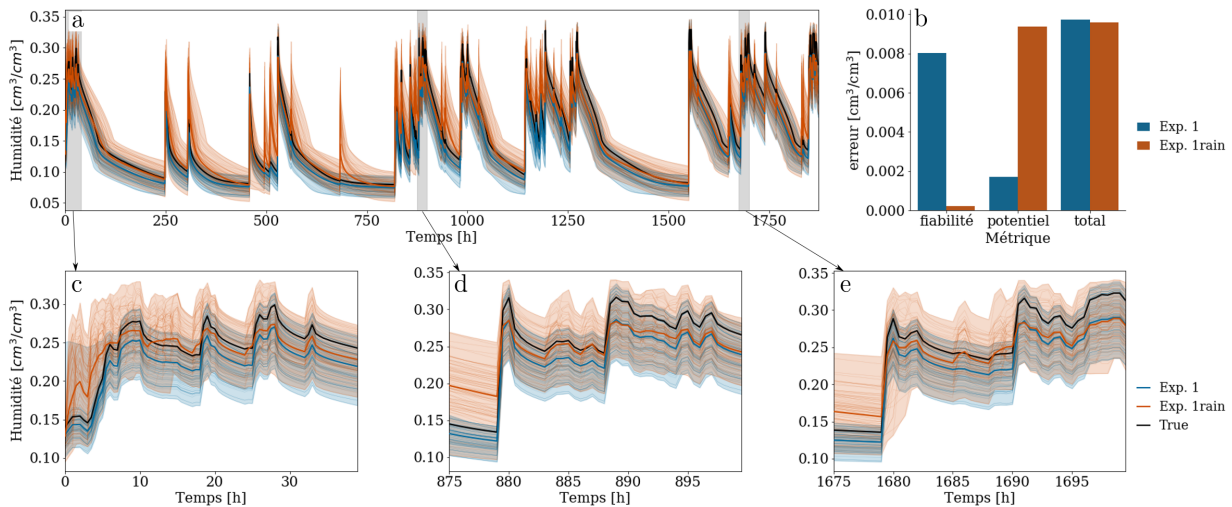 a
0.35
0.30
0.25
0.20
0.15
0.10
0.05
Humidité [cm³/cm³]
0 250 500 750 1000 1250 1500 1750
Temps [h]
b
0.010
0.008
0.006
0.004
0.002
0.000
erreur [cm³/cm³]
fiabilité potentiel total
Métrique
Exp. 1
Exp. 1rain
c
0.30
0.25
0.20
0.15
0.10
Humidité [cm³/cm³]
0 10 20 30
Temps [h]
d
0.35
0.30
0.25
0.20
0.15
0.10
875 880 885 890 895
Temps [h]
e
0.35
0.30
0.25
0.20
0.15
0.10
1675 1680 1685 1690 1695
Temps [h]
Exp. 1
Exp. 1rain
True